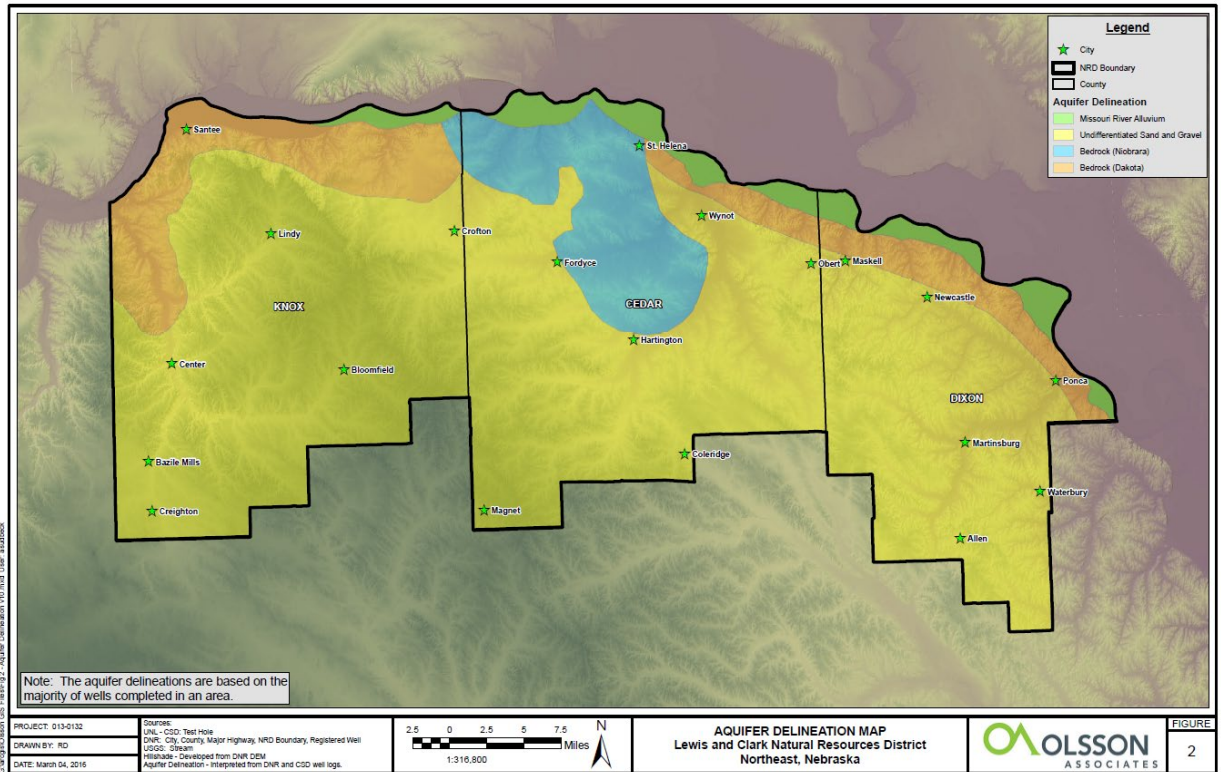 Legend
City
NRD Boundary
County
Aquifer Delineation
Missouri River Alluvium
Undifferentiated Sand and Gravel
Bedrock (Niobrara)
Bedrock (Dakota)
Santee
St. Helena
Wynot
Lindy
Crofton
Fordyce
Obert
Maskell
Newcastle
KNOX
CEDAR
Hartington
Center
Bloomfield
Ponca
DIXON
Martinsburg
Bazile Mills
Coleridge
Waterbury
Creighton
Magnet
Allen
Note: The aquifer delineations are based on the
majority of wells completed in an area.
PROJECT: 013-0132
DRAWN BY: RD
DATE: March 04, 2016
Sources:
UNL - CSD: Test Hole
DNR: City, County, Major Highway, NRD Boundary, Registered Well
USGS: Stream
Hillshade - Developed from DNR DEM
Aquifer Delineation - Interpreted from DNR and CSD well logs.
2.5 0 2.5 5 7.5
Miles
N
1:316,800
AQUIFER DELINEATION MAP
Lewis and Clark Natural Resources District
Northeast, Nebraska
OLSSON
ASSOCIATES
FIGURE
2